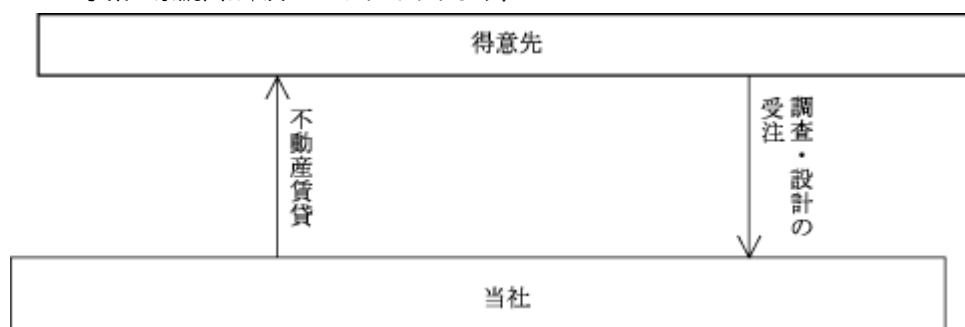 得意先
不動産賃貸
調査・設計の
受注
当社